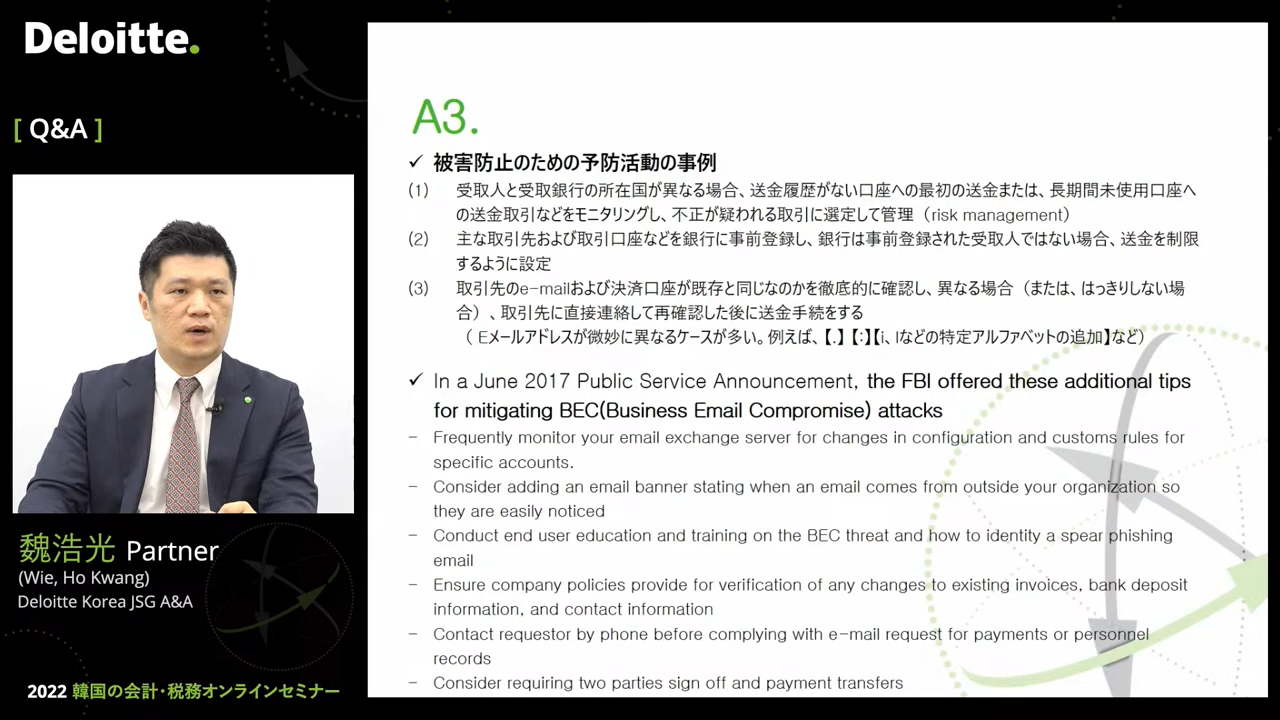 Deloitte.
[ Q&A ]
魏浩光 Partner
(Wie, Ho Kwang)
Deloitte Korea JSG A&A
2022 韓国の会計・税務オンラインセミナー
A3.
✓ 被害防止のための予防活動の事例
(1) 受取人と受取銀行の所在国が異なる場合、送金履歴がない口座への最初の送金または、長期間未使用口座へ
の送金取引などをモニタリングし、不正が疑われる取引に選定して管理（risk management）
(2) 主な取引先および取引口座などを銀行に事前登録し、銀行は事前登録された受取人ではない場合、送金を制限
するように設定
(3) 取引先のe-mailおよび決済口座が既存と同じなのかを徹底的に確認し、異なる場合（または、はっきりしない場
合）、取引先に直接連絡して再確認した後に送金手続をする
（ Eメールアドレスが微妙に異なるケースが多い。例えば、【.】【:】【i、lなどの特定アルファベットの追加】など）
✓ In a June 2017 Public Service Announcement, the FBI offered these additional tips
for mitigating BEC(Business Email Compromise) attacks
- Frequently monitor your email exchange server for changes in configuration and customs rules for
specific accounts.
- Consider adding an email banner stating when an email comes from outside your organization so
they are easily noticed
- Conduct end user education and training on the BEC threat and how to identity a spear phishing
email
- Ensure company policies provide for verification of any changes to existing invoices, bank deposit
information, and contact information
- Contact requestor by phone before complying with e-mail request for payments or personnel
records
- Consider requiring two parties sign off and payment transfers